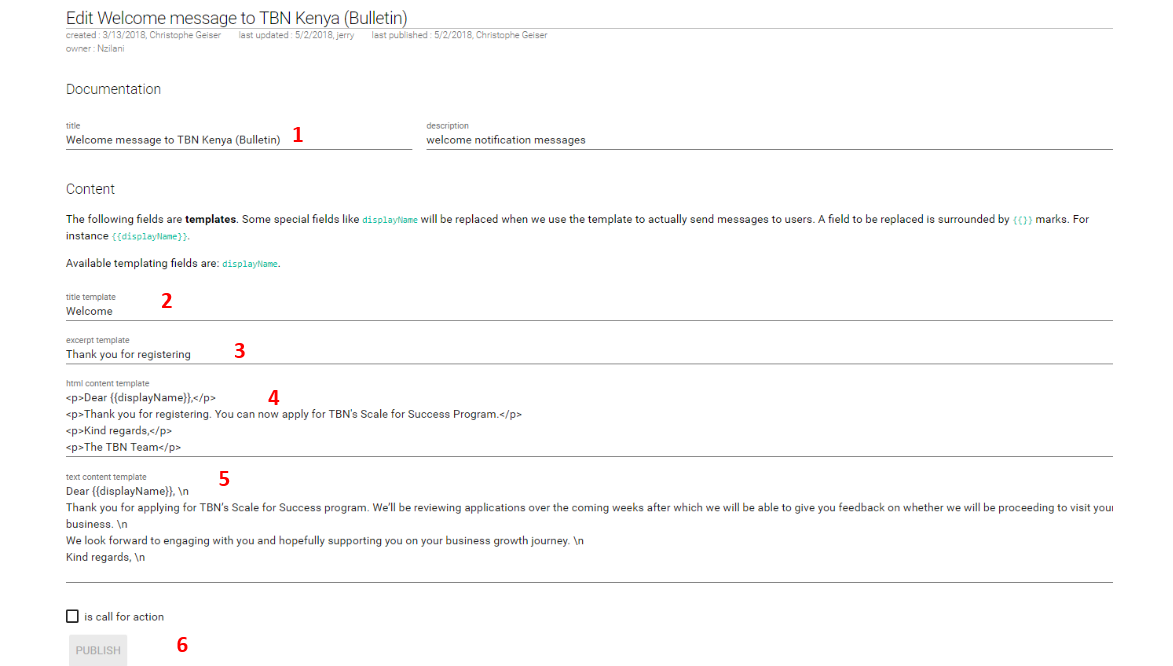 Edit Welcome message to TBN Kenya (Bulletin)
created : 3/13/2018, Christophe Geiser last updated : 5/2/2018, jerry last published : 5/2/2018, Christophe Geiser
owner : Nzilani
Documentation
title description
Welcome message to TBN Kenya (Bulletin) 1 welcome notification messages
Content
The following fields are templates. Some special fields like displayName will be replaced when we use the template to actually send messages to users. A field to be replaced is surrounded by {{}} marks. For
instance {{displayName}}.
Available templating fields are: displayName.
title template 2
Welcome
excerpt template
Thank you for registering 3
html content template
<p>Dear {{displayName}},</p> 4
<p>Thank you for registering. You can now apply for TBN's Scale for Success Program.</p>
<p>Kind regards,</p>
<p>The TBN Team</p>
text content template 5
Dear {{displayName}}, \n
Thank you for applying for TBN's Scale for Success program. We'll be reviewing applications over the coming weeks after which we will be able to give you feedback on whether we will be proceeding to visit your
business. \n
We look forward to engaging with you and hopefully supporting you on your business growth journey. \n
Kind regards, \n
is call for action
PUBLISH 6